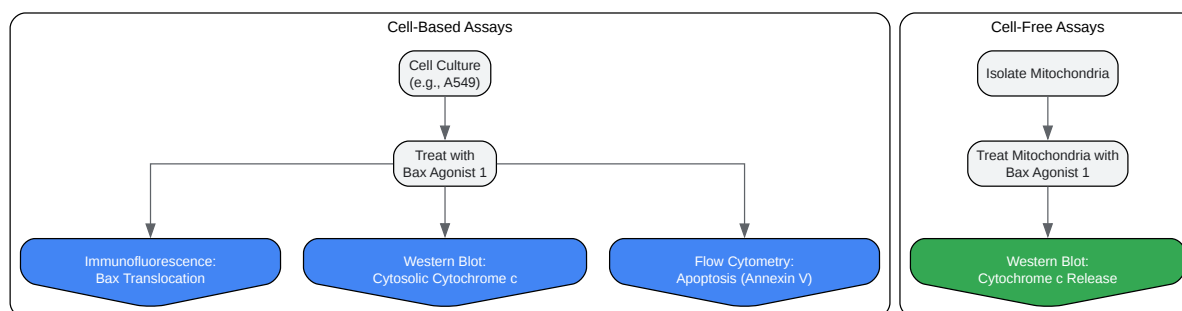 Cell-Based Assays
Cell Culture
(e.g., A549)
Treat with
Bax Agonist 1
Immunofluorescence:
Bax Translocation
Western Blot:
Cytosolic Cytochrome c
Flow Cytometry:
Apoptosis (Annexin V)
Cell-Free Assays
Isolate Mitochondria
Treat Mitochondria with
Bax Agonist 1
Western Blot:
Cytochrome c Release